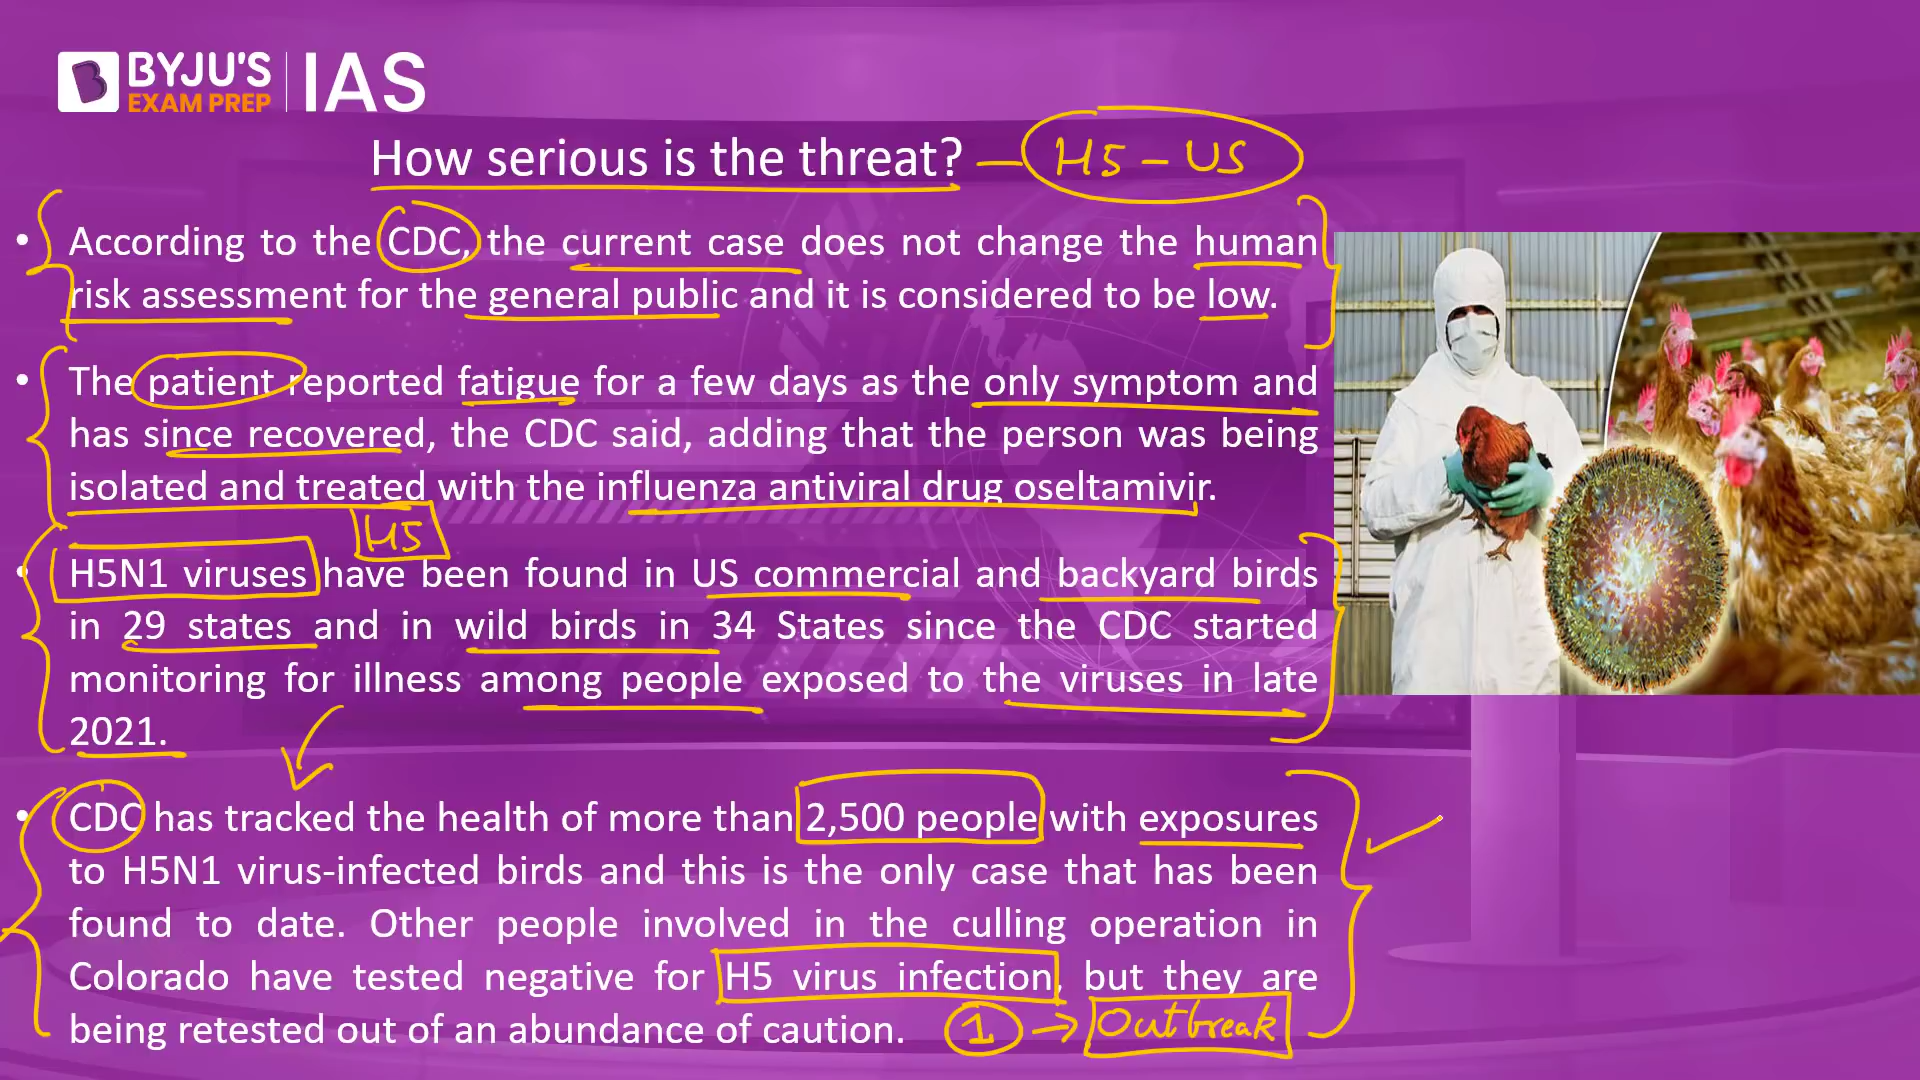 BYJU'S
EXAM PREP
IAS
How serious is the threat? — H5 – US
• According to the CDC, the current case does not change the human
risk assessment for the general public and it is considered to be low.
• The patient reported fatigue for a few days as the only symptom and
has since recovered, the CDC said, adding that the person was being
isolated and treated with the influenza antiviral drug oseltamivir.
H5
• H5N1 viruses have been found in US commercial and backyard birds
in 29 states and in wild birds in 34 States since the CDC started
monitoring for illness among people exposed to the viruses in late
2021.
• CDC has tracked the health of more than 2,500 people with exposures
to H5N1 virus-infected birds and this is the only case that has been
found to date. Other people involved in the culling operation in
Colorado have tested negative for H5 virus infection, but they are
being retested out of an abundance of caution. 1 → Outbreak